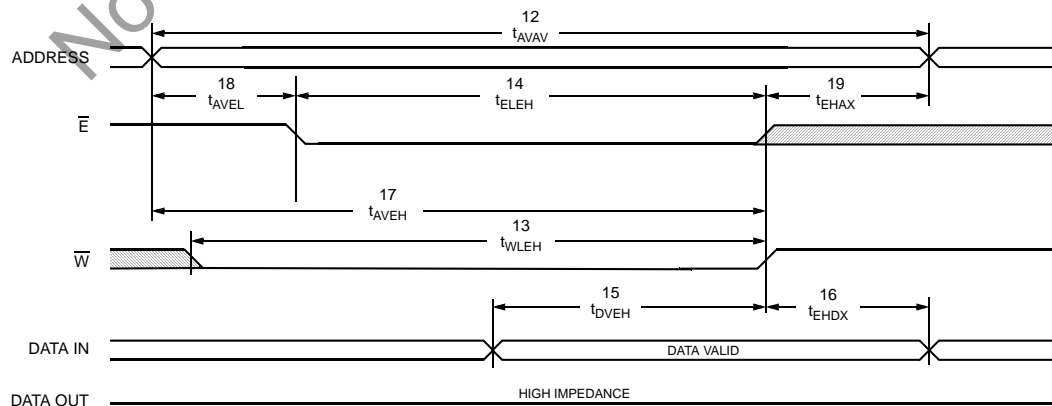 No
12
tAVAV
ADDRESS
18
tAVEL
14
tELEH
19
tEHAX
E
17
tAVEH
13
tWLEH
W
15
tDVEH
16
tEHDX
DATA IN
DATA VALID
DATA OUT
HIGH IMPEDANCE